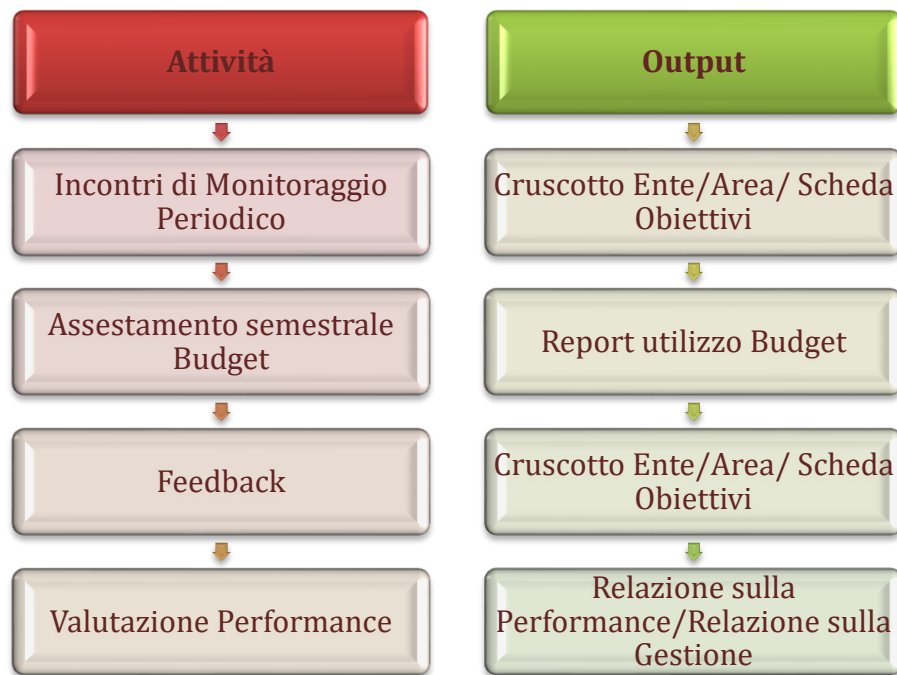 Attività
Incontri di Monitoraggio
Periodico
Assestamento semestrale
Budget
Feedback
Valutazione Performance
Output
Cruscotto Ente/Area/ Scheda
Obiettivi
Report utilizzo Budget
Cruscotto Ente/Area/ Scheda
Obiettivi
Relazione sulla
Performance/Relazione sulla
Gestione